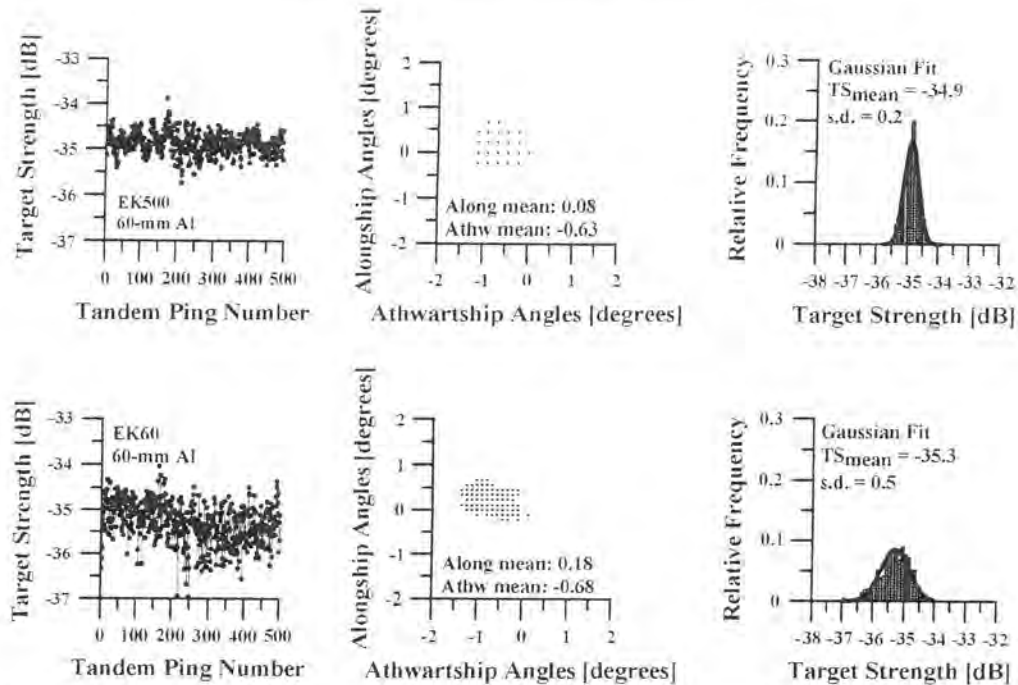 Target Strength [dB]
-33
-34
-35
-36
-37
EK500
60-mm Al
0 100 200 300 400 500
Tandem Ping Number
Alongship Angles [degrees]
2
1
0
-1
-2
Along mean: 0.08
Athw mean: -0.63
-2 -1 0 1 2
Athwartship Angles [degrees]
Relative Frequency
0.3
0.2
0.1
0
Gaussian Fit
TSmean = -34.9
s.d. = 0.2
-38 -37 -36 -35 -34 -33 -32
Target Strength [dB]
Target Strength [dB]
-33
-34
-35
-36
-37
EK60
60-mm Al
0 100 200 300 400 500
Tandem Ping Number
Alongship Angles [degrees]
2
1
0
-1
-2
Along mean: 0.18
Athw mean: -0.68
-2 -1 0 1 2
Athwartship Angles [degrees]
Relative Frequency
0.3
0.2
0.1
0
Gaussian Fit
TSmean = -35.3
s.d. = 0.5
-38 -37 -36 -35 -34 -33 -32
Target Strength [dB]